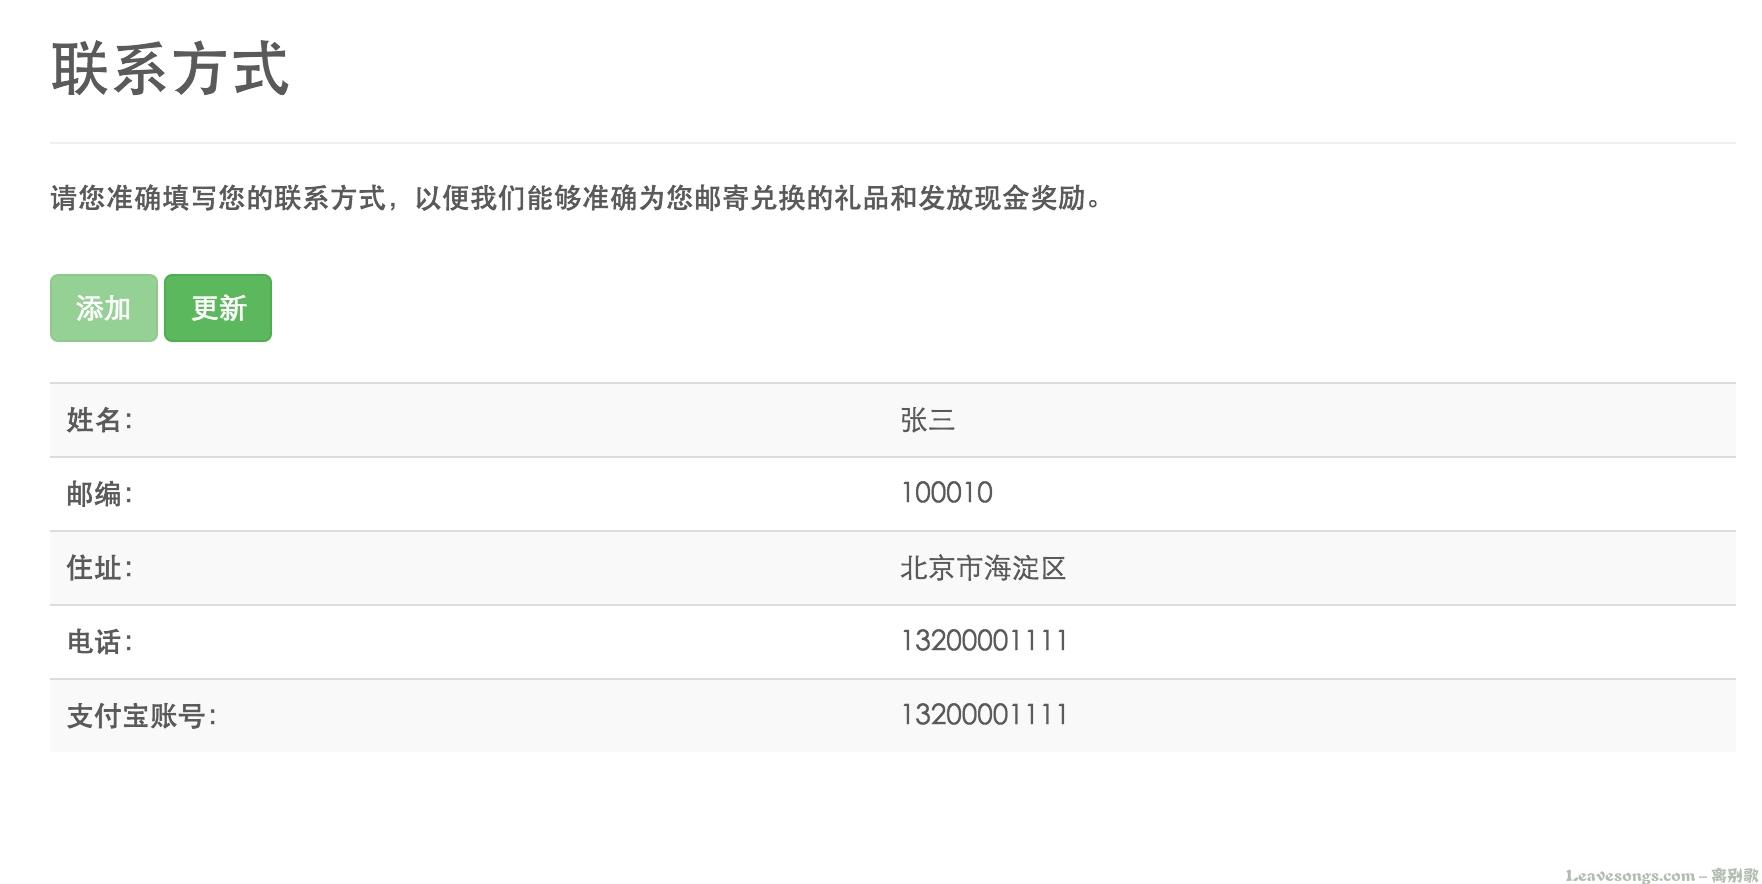 联系方式
请您准确填写您的联系方式，以便我们能够准确为您邮寄兑换的礼品和发放现金奖励。
添加 更新
姓名： 张三
邮编： 100010
住址： 北京市海淀区
电话： 13200001111
支付宝账号： 13200001111
Leavesongs.com - 离别歌